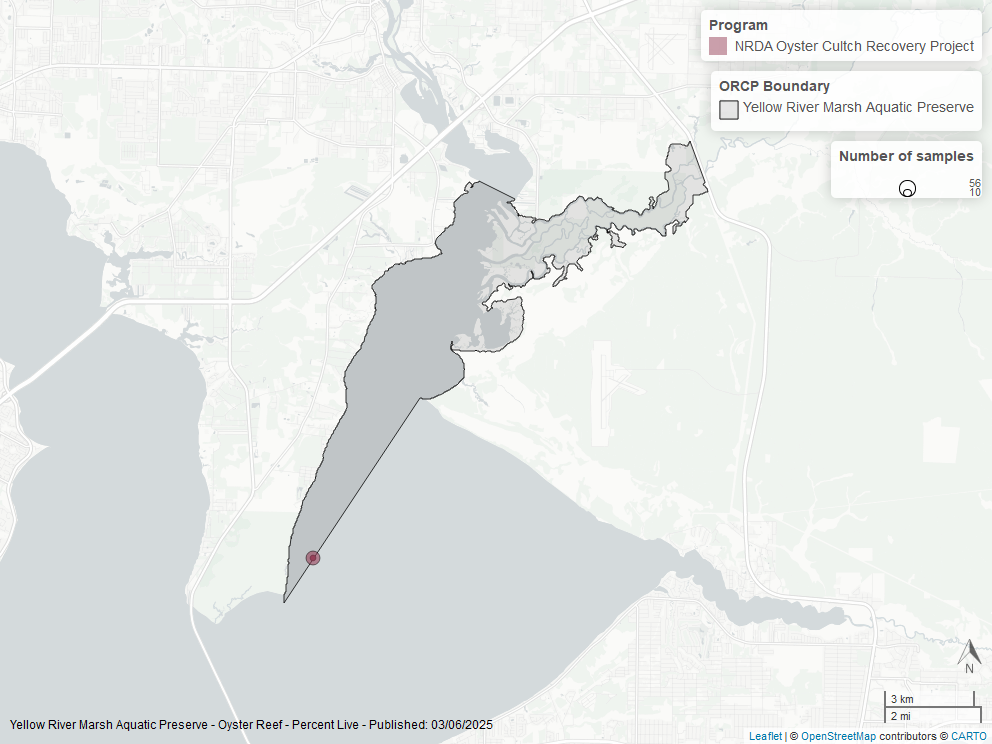 Program
NRDA Oyster Cultch Recovery Project
ORCP Boundary
Yellow River Marsh Aquatic Preserve
Number of samples
56
10
N
3 km
2 mi
Yellow River Marsh Aquatic Preserve - Oyster Reef - Percent Live - Published: 03/06/2025
Leaflet | © OpenStreetMap contributors © CARTO